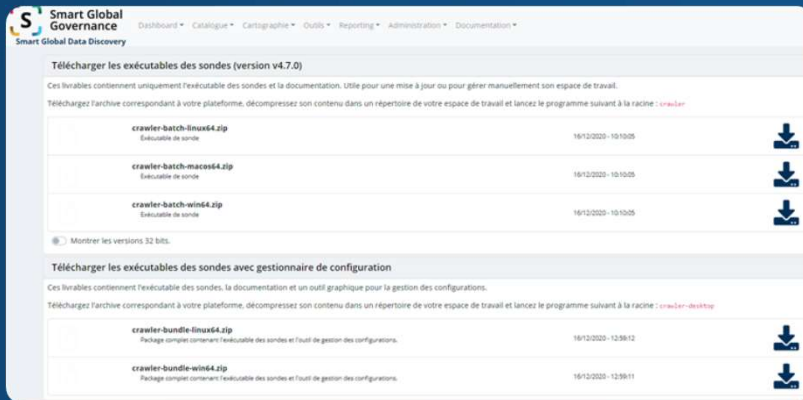 S Smart Global
Governance
Smart Global Data Discovery
Dashboard Catalogue Cartographie Outils Reporting Administration Documentation
Télécharger les exécutables des sondes (version v4.7.0)
Ces livrables contiennent uniquement l'exécutable des sondes et la documentation. Utile pour une mise à jour ou pour gérer manuellement son espace de travail.
Téléchargez l'archive correspondant à votre plateforme, décompressez son contenu dans un répertoire de votre espace de travail et lancez le programme suivant à la racine : crawler
crawler-batch-linux64.zip
Exécutable de sonde
16/12/2020 - 10:10:05
crawler-batch-macos64.zip
Exécutable de sonde
16/12/2020 - 10:10:05
crawler-batch-win64.zip
Exécutable de sonde
16/12/2020 - 10:10:05
Montrer les versions 32 bits.
Télécharger les exécutables des sondes avec gestionnaire de configuration
Ces livrables contiennent l'exécutable des sondes, la documentation et un outil graphique pour la gestion des configurations.
Téléchargez l'archive correspondant à votre plateforme, décompressez son contenu dans un répertoire de votre espace de travail et lancez le programme suivant à la racine : crawler-desktop
crawler-bundle-linux64.zip
Package complet contenant l'exécutable des sondes et l'outil de gestion des configurations.
16/12/2020 - 12:59:12
crawler-bundle-win64.zip
Package complet contenant l'exécutable des sondes et l'outil de gestion des configurations.
16/12/2020 - 12:59:11